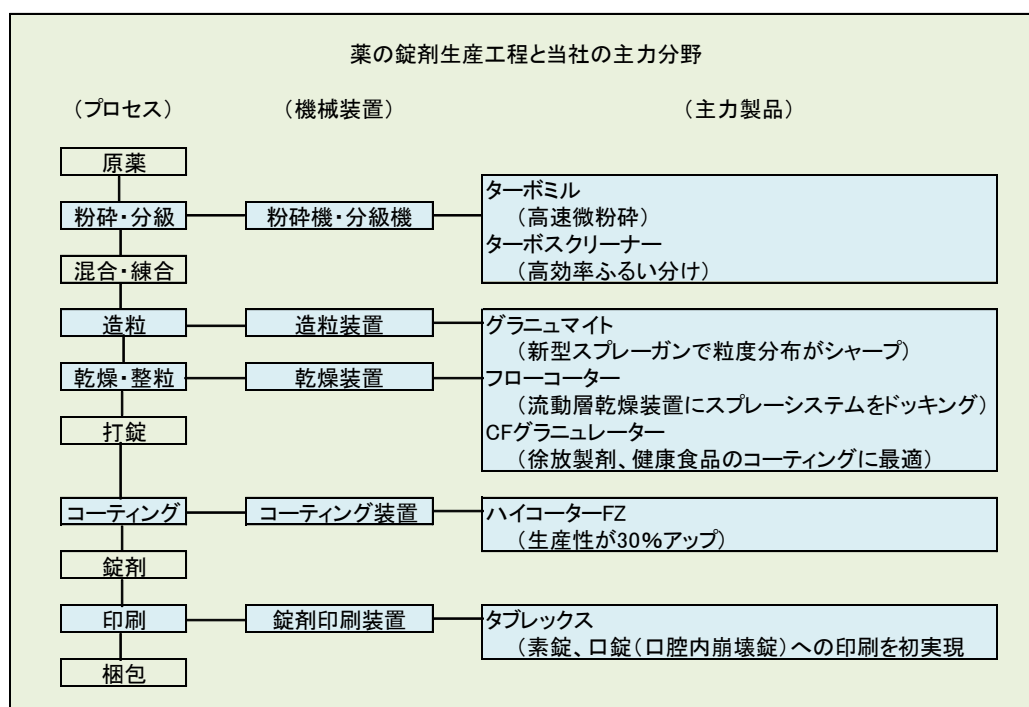 薬の錠剤生産工程と当社の主力分野
（プロセス） （機械装置） （主力製品）
原薬
粉砕・分級 粉砕機・分級機 ターボミル
（高速微粉砕）
ターボスクリーナー
（高効率ふるい分け）
混合・練合
造粒 造粒装置 グラニュマイト
（新型スプレーガンで粒度分布がシャープ）
乾燥・整粒 乾燥装置 フローコーター
（流動層乾燥装置にスプレーシステムをドッキング）
打錠
CFグラニュレーター
（徐放製剤、健康食品のコーティングに最適）
コーティング コーティング装置 ハイコーターFZ
（生産性が30％アップ）
錠剤
印刷 錠剤印刷装置 タブレックス
（素錠、口錠（口腔内崩壊錠）への印刷を初実現
梱包